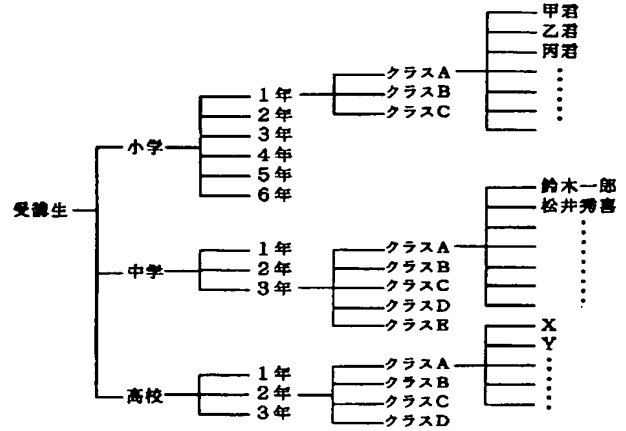 受講生
小学
1年
2年
3年
4年
5年
6年
クラスA
クラスB
クラスC
甲君
乙君
丙君
中学
1年
2年
3年
クラスA
クラスB
クラスC
クラスD
クラスE
鈴木一郎
松井秀喜
高校
1年
2年
3年
クラスA
クラスB
クラスC
クラスD
X
Y